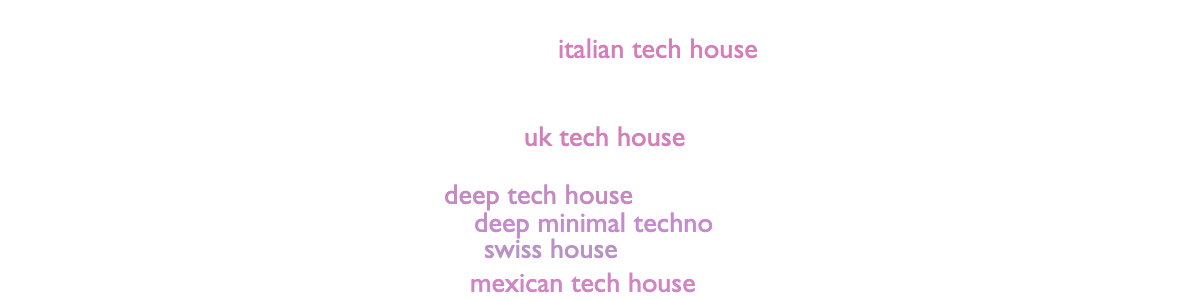 italian tech house
uk tech house
deep tech house
deep minimal techno
swiss house
mexican tech house